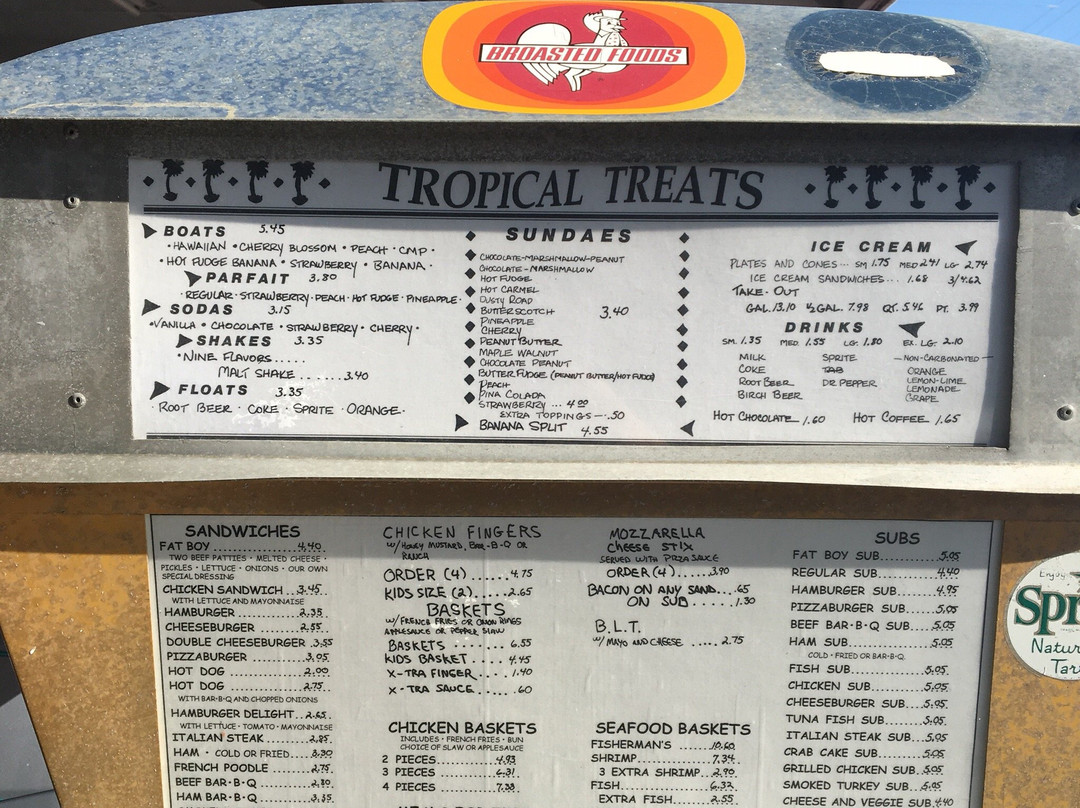 BROASTED FOODS
TROPICAL TREATS
BOATS 5.45
• HAWAIIAN • CHERRY BLOSSOM • PEACH • CMP •
• HOT FUDGE BANANA • STRAWBERRY • BANANA •
PARFAIT 3.80
• REGULAR • STRAWBERRY • PEACH • HOT FUDGE • PINEAPPLE •
SODAS 3.15
• VANILLA • CHOCOLATE • STRAWBERRY • CHERRY •
SHAKES 3.35
• NINE FLAVORS.....
MALT SHAKE ....... 3.40
FLOATS 3.35
• ROOT BEER • COKE • SPRITE • ORANGE •
SUNDAES
CHOCOLATE-MARSHMALLOW-PEANUT
CHOCOLATE-MARSHMALLOW
HOT FUDGE
HOT CARMEL
DUSTY ROAD
BUTTERSCOTCH 3.40
PINEAPPLE
CHERRY
PEANUT BUTTER
MAPLE WALNUT
CHOCOLATE PEANUT
BUTTER FUDGE (PEANUT BUTTER/HOT FUDGE)
PEACH
PINA COLADA
STRAWBERRY ... 4.00
EXTRA TOPPINGS — .50
BANANA SPLIT 4.55
ICE CREAM
PLATES AND CONES... SM 1.75 MED 2.41 LG. 2.74
ICE CREAM SANDWICHES... 1.68 3/4.62
TAKE-OUT
GAL. 13.10 ½ GAL. 7.98 QT. 5.46 PT. 3.99
DRINKS
SM. 1.35 MED. 1.55 LG. 1.80 EX. LG. 2.10
MILK SPRITE -NON-CARBONATED-
COKE TAB ORANGE
ROOT BEER DR PEPPER LEMON-LIME
BIRCH BEER LEMONADE
GRAPE
HOT CHOCOLATE 1.60 HOT COFFEE 1.65
SANDWICHES
FAT BOY ............ 4.40
TWO BEEF PATTIES • MELTED CHEESE
PICKLES • LETTUCE • ONIONS • OUR OWN
SPECIAL DRESSING
CHICKEN SANDWICH ..3.45
WITH LETTUCE AND MAYONNAISE
HAMBURGER ........... 2.35
CHEESEBURGER ....... 2.55
DOUBLE CHEESEBURGER .3.55
PIZZABURGER ......... 3.05
HOT DOG ............. 2.00
HOT DOG ............. 2.75
WITH BAR•B•Q AND CHOPPED ONIONS
HAMBURGER DELIGHT..2.65
WITH LETTUCE • TOMATO • MAYONNAISE
ITALIAN STEAK .......2.85
HAM • COLD OR FRIED...3.30
FRENCH POODLE .......2.75
BEEF BAR•B•Q ........2.80
HAM BAR•B•Q .........3.35
CHICKEN FINGERS
w/ HONEY MUSTARD, BAR-B-Q OR
RANCH
ORDER (4) ...... 4.75
KIDS SIZE (2)..... 2.65
BASKETS
w/ FRENCH FRIES OR ONION RINGS
APPLESAUCE OR PEPPER SLAW
BASKETS ....... 6.55
KIDS BASKET .... 4.45
X-TRA FINGER.... 1.40
X-TRA SAUCE..... .60
CHICKEN BASKETS
INCLUDES • FRENCH FRIES • BUN
CHOICE OF SLAW OR APPLESAUCE
2 PIECES............4.93
3 PIECES............6.31
4 PIECES............7.38
MOZZARELLA
CHEESE STIX
SERVED WITH PIZZA SAUCE
ORDER (4)......3.90
BACON ON ANY SAND....65
ON SUB.....1.30
B.L.T.
w/ MAYO AND CHEESE ..... 2.75
SEAFOOD BASKETS
FISHERMAN'S ......10.60
SHRIMP..............7.34
3 EXTRA SHRIMP...2.90
FISH................6.32
EXTRA FISH.......2.55
SUBS
FAT BOY SUB..........5.05
REGULAR SUB.........4.40
HAMBURGER SUB......4.95
PIZZABURGER SUB....5.05
BEEF BAR•B•Q SUB...5.05
HAM SUB.............5.05
COLD • FRIED OR BAR•B•Q.
FISH SUB............5.05
CHICKEN SUB........5.05
CHEESEBURGER SUB...5.05
TUNA FISH SUB......5.05
ITALIAN STEAK SUB..5.05
CRAB CAKE SUB......5.05
GRILLED CHICKEN SUB.5.05
SMOKED TURKEY SUB..5.05
CHEESE AND VEGGIE SUB 4.40
Enjoy
Spr
Natur
Tar